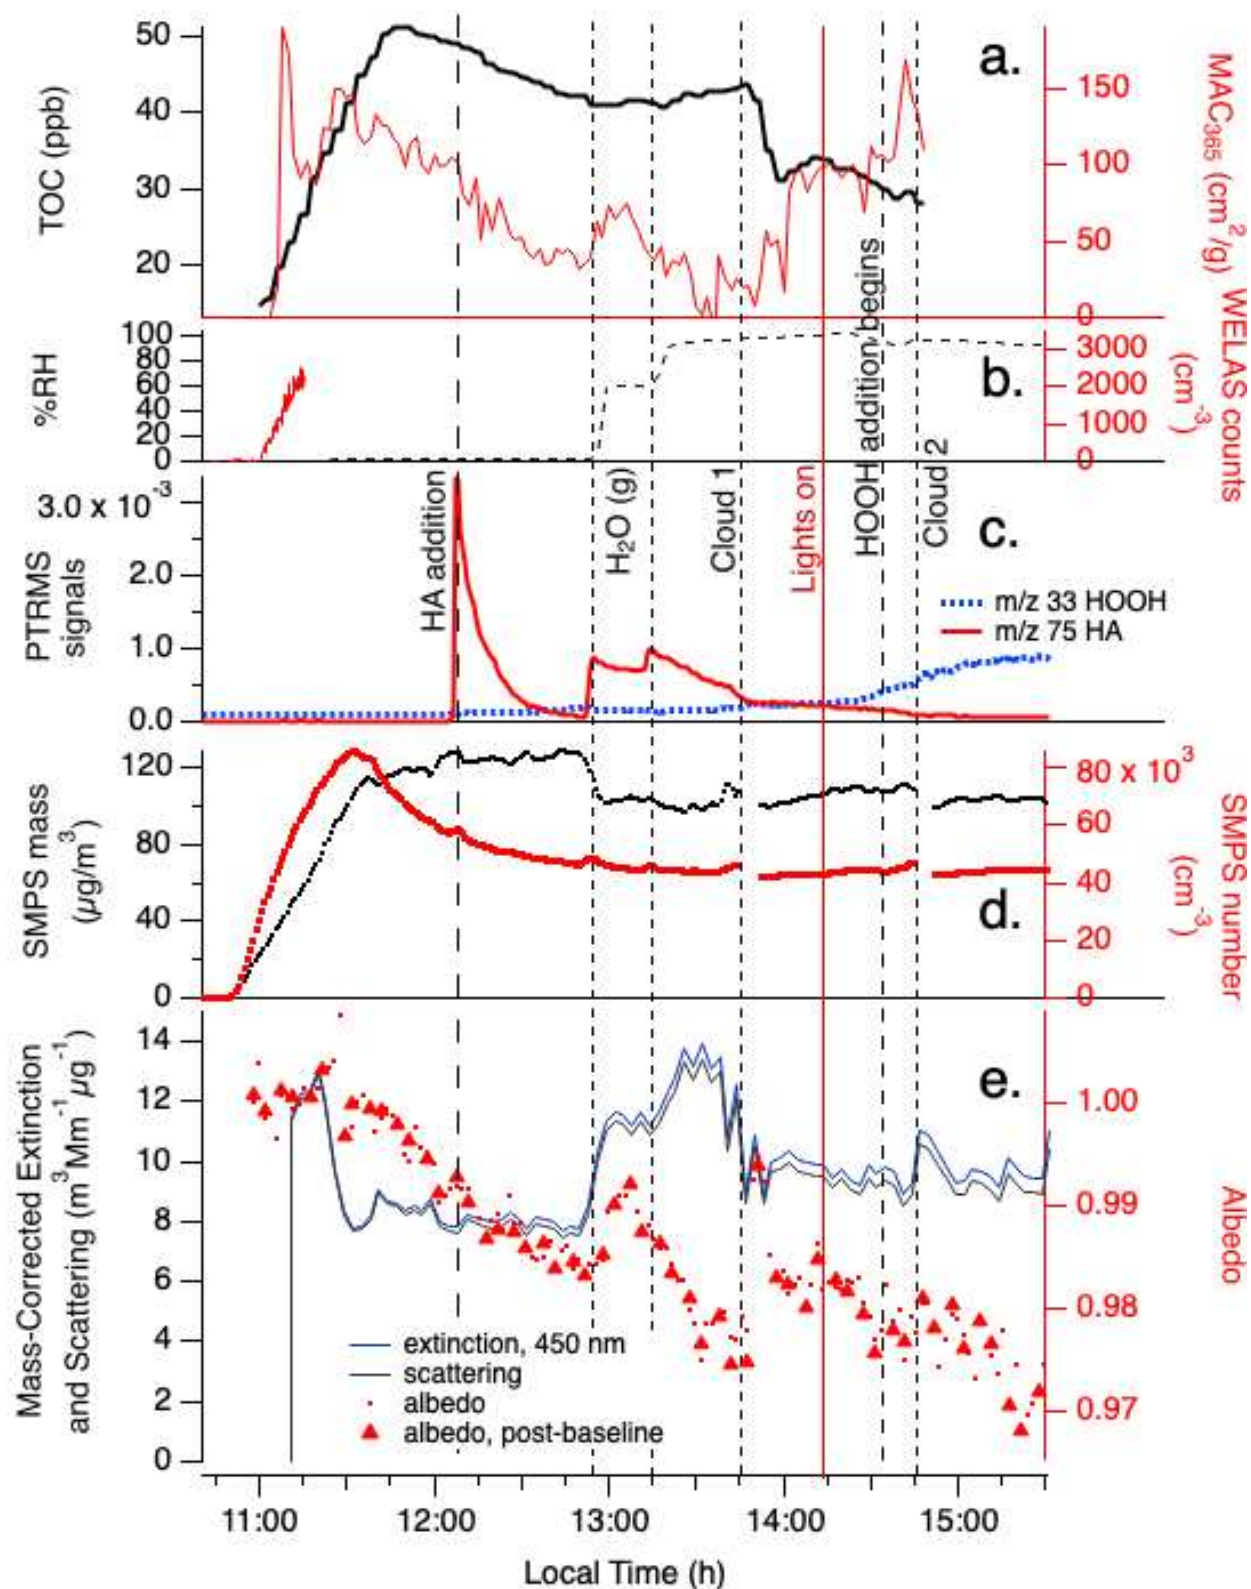 a.
50
40
30
20
TOC (ppb)
150
100
50
0
MAC365 (cm2/g)
b.
100
80
60
40
20
0
%RH
3000
2000
1000
0
WELAS counts
(cm-3)
c.
3.0 x 10-3
2.0
1.0
0.0
PTRMS
signals
HA addition
H2O (g)
Cloud 1
Lights on
HOOH addition begins
Cloud 2
m/z 33 HOOH
m/z 75 HA
d.
120
80
40
0
SMPS mass
(µg/m3)
80 x 103
60
40
20
0
SMPS number
(cm-3)
e.
14
12
10
8
6
4
2
0
Mass-Corrected Extinction
and Scattering (m3Mm-1µg-1)
1.00
0.99
0.98
0.97
Albedo
extinction, 450 nm
scattering
albedo
albedo, post-baseline
11:00
12:00
13:00
14:00
15:00
Local Time (h)